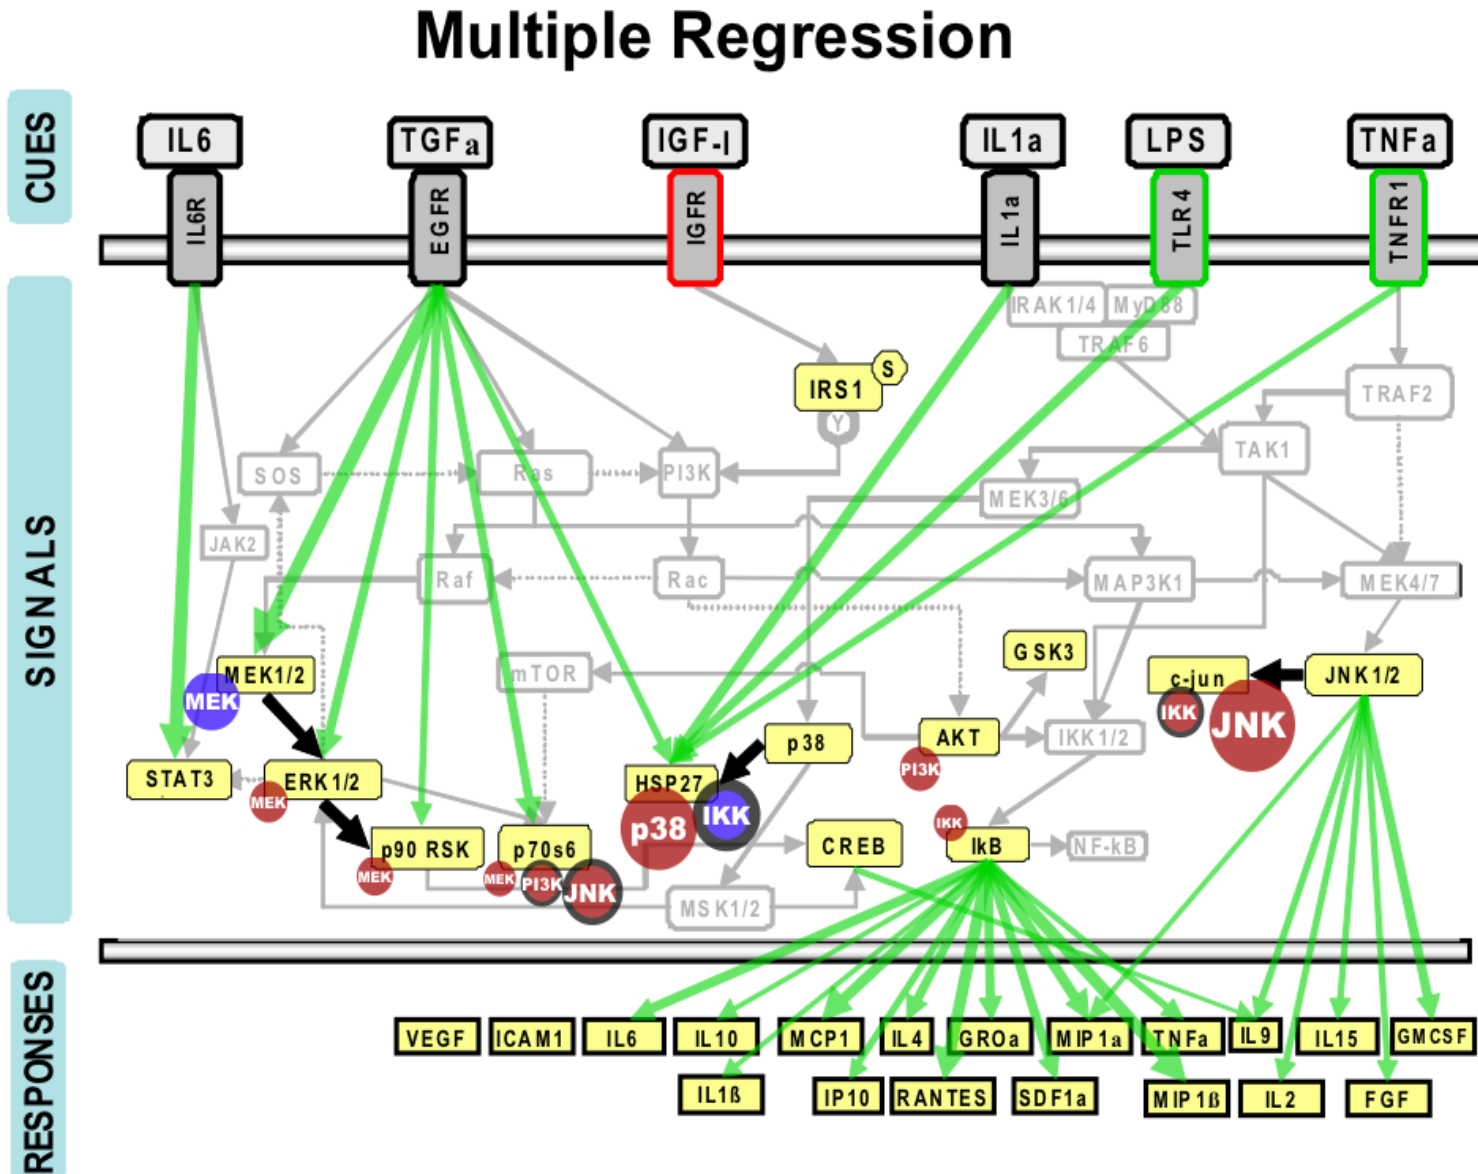 Multiple Regression
CUES
IL6
TGFa
IGF-I
IL1a
LPS
TNFa
IL6R
EGFR
IGFR
IL1a
TLR4
TNFR1
SIGNALS
IRAK1/4
MyD88
TRAF6
IRS1
S
Y
TRAF2
SOS
Ras
PI3K
TAK1
MEK3/6
JAK2
Raf
Rac
MAP3K1
MEK4/7
MEK1/2
MEK
mTOR
GSK3
c-jun
IKK
JNK
JNK1/2
STAT3
ERK1/2
MEK
HSP27
p38
IKK
p38
AKT
PI3K
IKK1/2
p90 RSK
MEK
p70s6
MEK
PI3K
JNK
CREB
IKK
IkB
NF-kB
MSK1/2
RESPONSES
VEGF
ICAM1
IL6
IL10
MCP1
IL4
GROa
MIP1a
TNFa
IL9
IL15
GMCSF
IL1ß
IP10
RANTES
SDF1a
MIP1ß
IL2
FGF